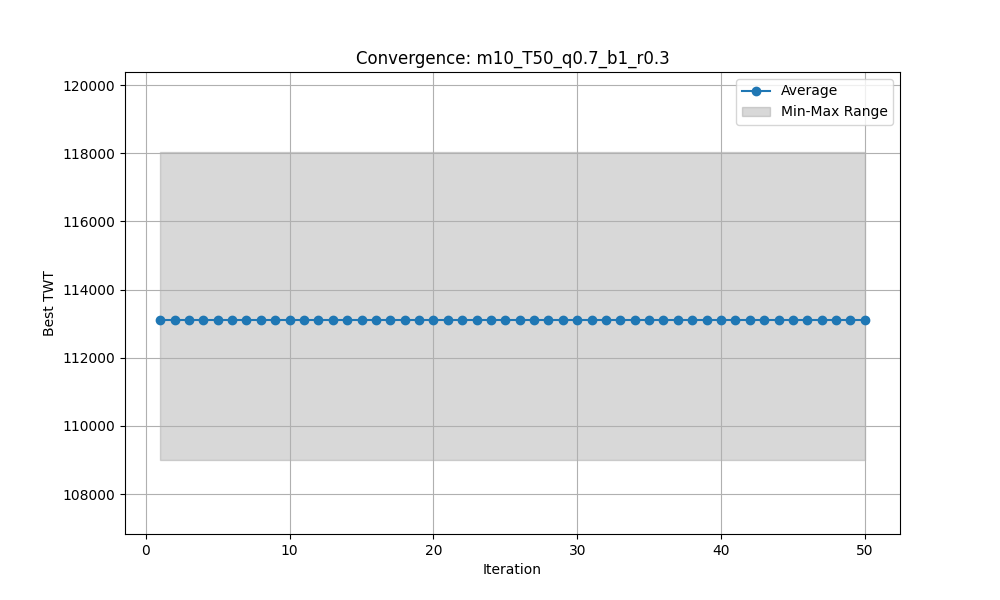 Convergence: m10_T50_q0.7_b1_r0.3
120000
118000
116000
114000
112000
110000
108000
Best TWT
Average
Min-Max Range
0 10 20 30 40 50
Iteration